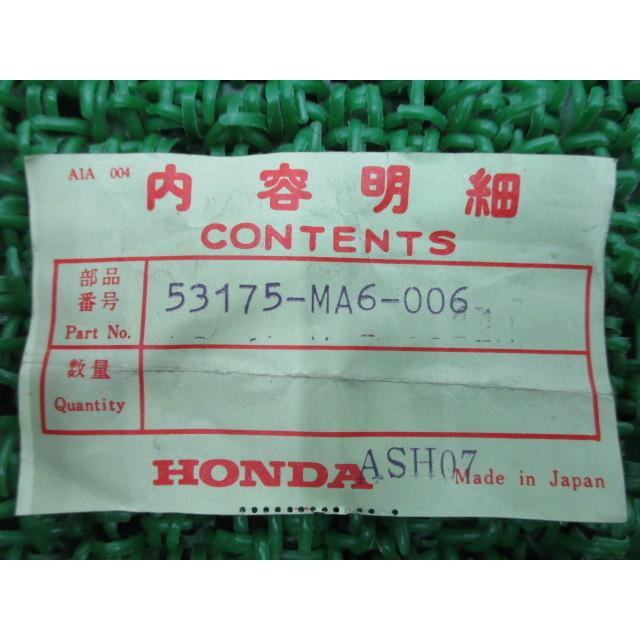 A1A 004
内容明細
CONTENTS
部品
番号
Part No.
53175-MA6-006
数量
Quantity
HONDA
ASH07
Made in Japan